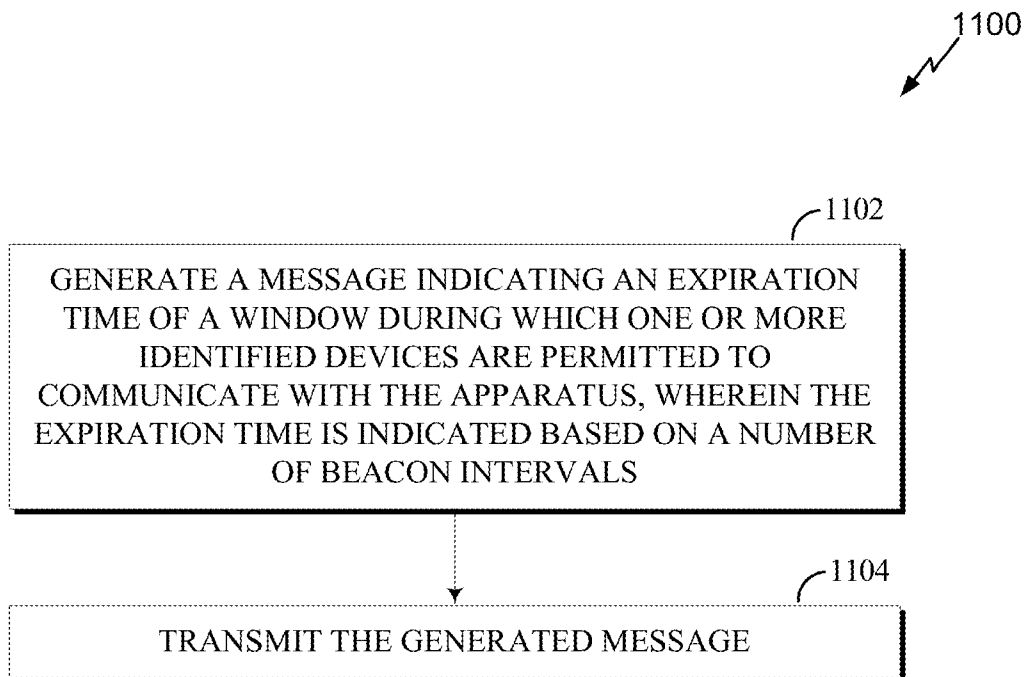 1100
1102
GENERATE A MESSAGE INDICATING AN EXPIRATION
TIME OF A WINDOW DURING WHICH ONE OR MORE
IDENTIFIED DEVICES ARE PERMITTED TO
COMMUNICATE WITH THE APPARATUS, WHEREIN THE
EXPIRATION TIME IS INDICATED BASED ON A NUMBER
OF BEACON INTERVALS
1104
TRANSMIT THE GENERATED MESSAGE